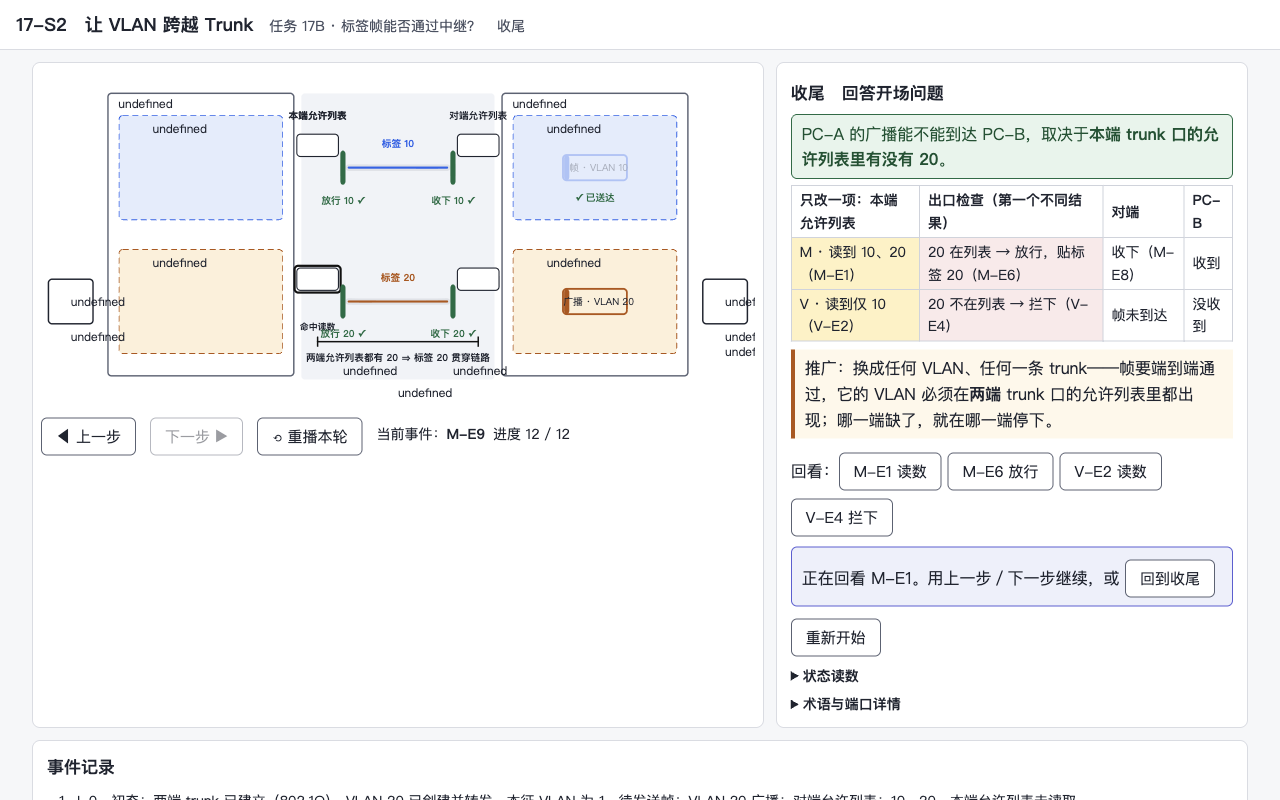 17-S2 让 VLAN 跨越 Trunk 任务 17B · 标签帧能否通过中继？ 收尾
undefined
undefined
本端允许列表
标签 10
对端允许列表
undefined
undefined
帧 · VLAN 10
放行 10 ✓
收下 10 ✓
✓ 已送达
undefined
标签 20
undefined
广播 · VLAN 20
undefined
undefined
命中读数
放行 20 ✓
收下 20 ✓
两端允许列表都有 20 ⇒ 标签 20 贯穿链路
undefined
undefined
undefined
undef
undef
undef
◀ 上一步
下一步 ▶
⟲ 重播本轮
当前事件：M-E9 进度 12 / 12
收尾 回答开场问题
PC-A 的广播能不能到达 PC-B，取决于本端 trunk 口的允
许列表里有没有 20。
只改一项：本端
允许列表
出口检查（第一个不同结
果）
对端
PC-
B
M · 读到 10、20
（M-E1）
20 在列表 → 放行，贴标
签 20（M-E6）
收下（M-
E8）
收到
V · 读到仅 10
（V-E2）
20 不在列表 → 拦下（V-
E4）
帧未到达
没收
到
推广：换成任何 VLAN、任何一条 trunk——帧要端到端通
过，它的 VLAN 必须在两端 trunk 口的允许列表里都出
现；哪一端缺了，就在哪一端停下。
回看：
M-E1 读数
M-E6 放行
V-E2 读数
V-E4 拦下
正在回看 M-E1。用上一步 / 下一步继续，或
回到收尾
重新开始
▶ 状态读数
▶ 术语与端口详情
事件记录